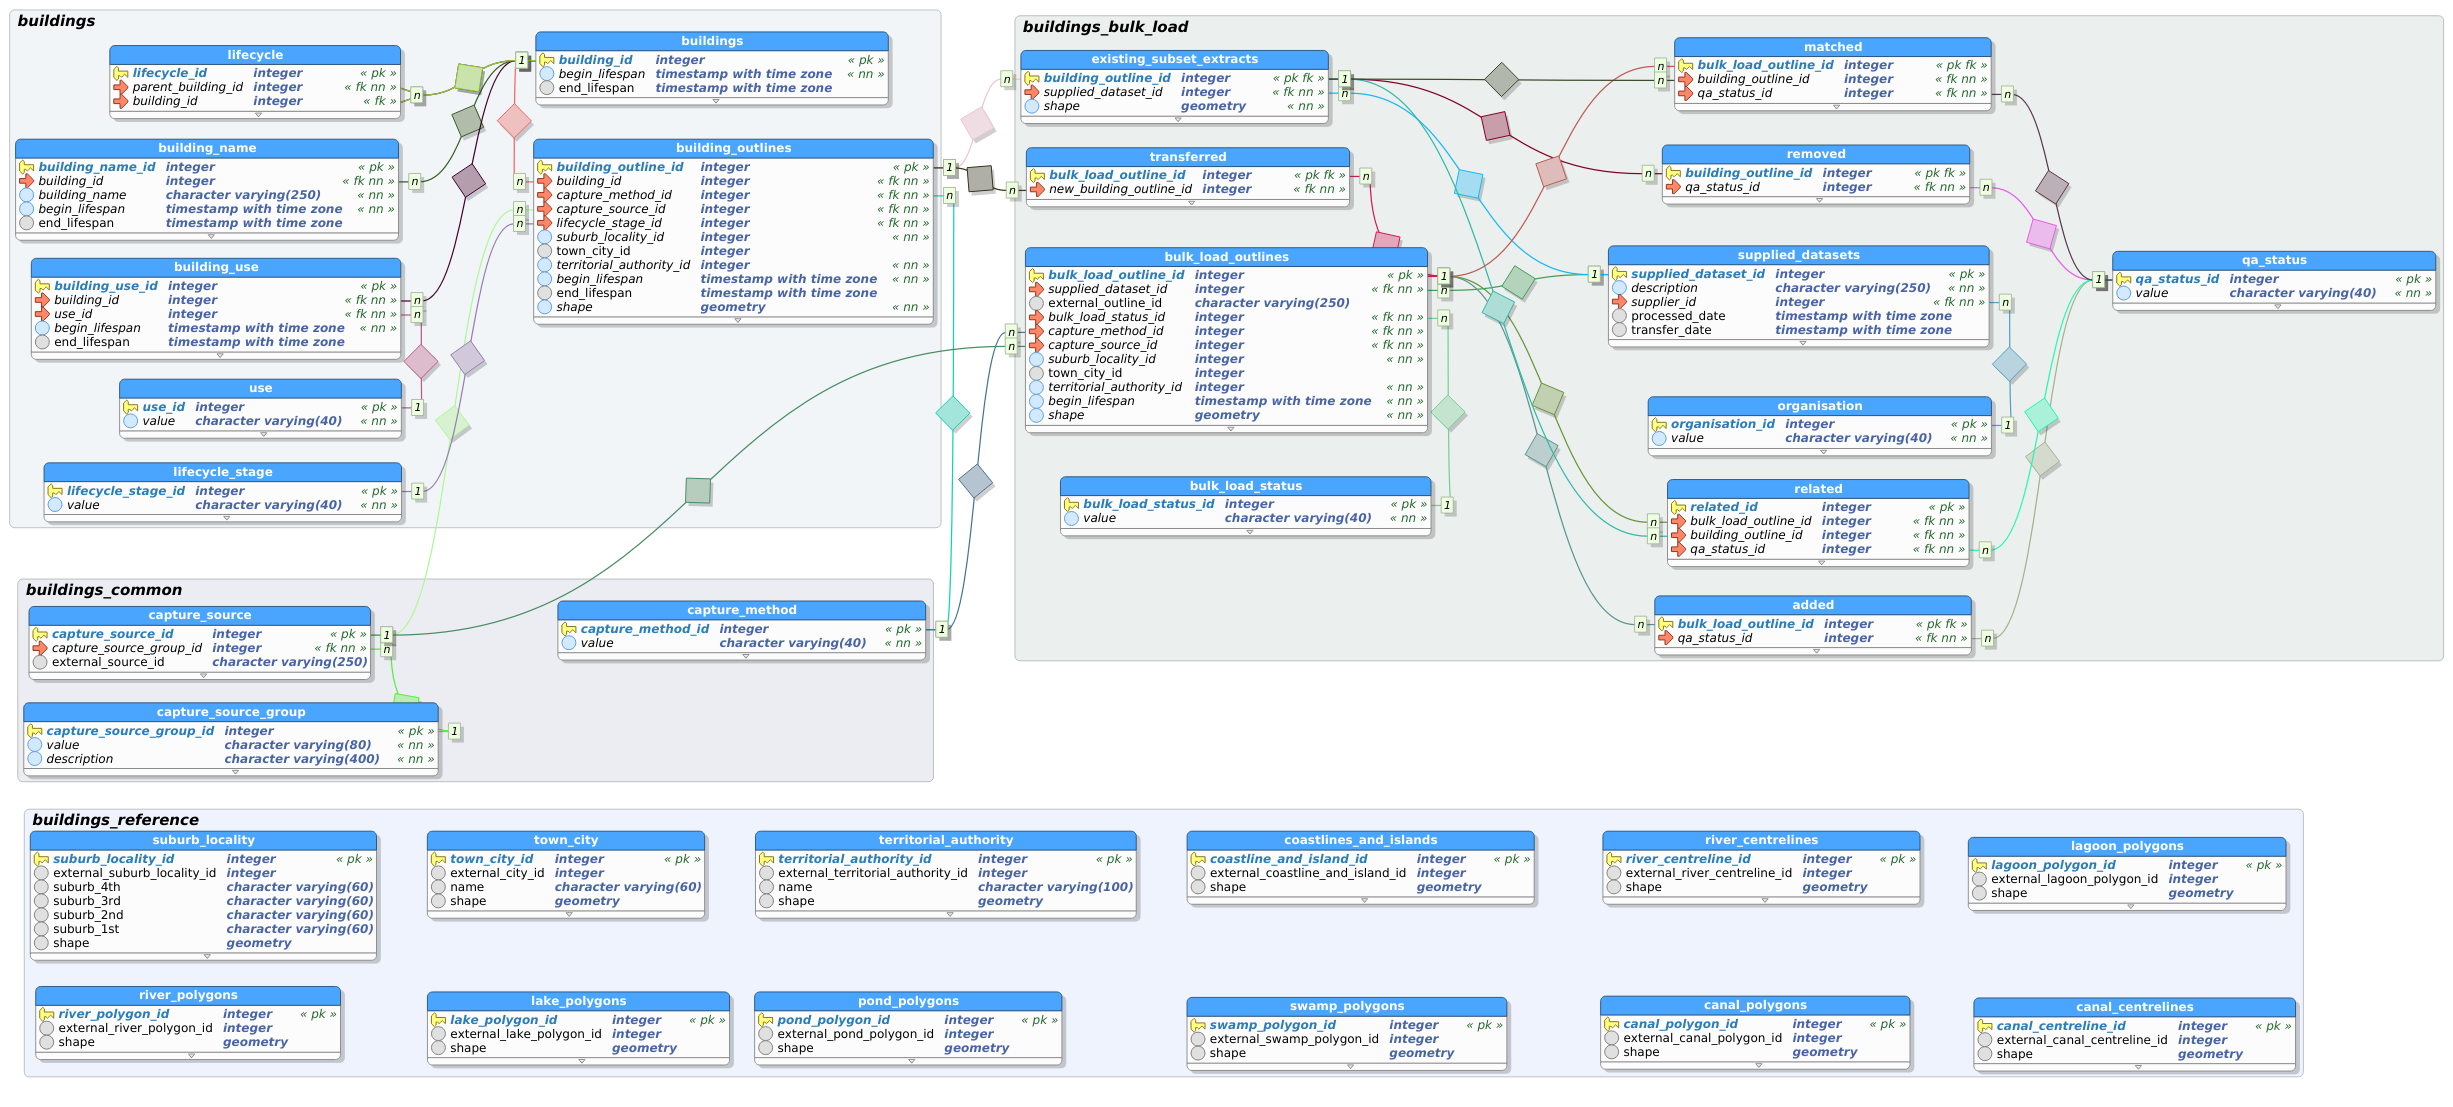 buildings
lifecycle
lifecycle_id integer « pk »
parent_building_id integer « fk nn »
building_id integer « fk »
n
buildings
1
building_id integer « pk »
begin_lifespan timestamp with time zone « nn »
end_lifespan timestamp with time zone
building_name
building_name_id integer « pk »
building_id integer « fk nn »
building_name character varying(250) « nn »
begin_lifespan timestamp with time zone « nn »
end_lifespan timestamp with time zone
n
building_outlines
building_outline_id integer « pk »
building_id integer « fk nn »
capture_method_id integer « fk nn »
capture_source_id integer « fk nn »
lifecycle_stage_id integer « fk nn »
suburb_locality_id integer « nn »
town_city_id integer
territorial_authority_id integer « nn »
begin_lifespan timestamp with time zone « nn »
end_lifespan timestamp with time zone
shape geometry « nn »
n
n
n
1
n
building_use
building_use_id integer « pk »
building_id integer « fk nn »
use_id integer « fk nn »
begin_lifespan timestamp with time zone « nn »
end_lifespan timestamp with time zone
n
n
use
use_id integer « pk »
value character varying(40) « nn »
1
lifecycle_stage
lifecycle_stage_id integer « pk »
value character varying(40) « nn »
1
buildings_common
capture_source
capture_source_id integer « pk »
capture_source_group_id integer « fk nn »
external_source_id character varying(250)
1
n
capture_method
capture_method_id integer « pk »
value character varying(40) « nn »
1
capture_source_group
capture_source_group_id integer « pk »
value character varying(80) « nn »
description character varying(400) « nn »
1
buildings_bulk_load
existing_subset_extracts
n
building_outline_id integer « pk fk »
supplied_dataset_id integer « fk nn »
shape geometry « nn »
1
n
transferred
bulk_load_outline_id integer « pk fk »
new_building_outline_id integer « fk nn »
n
n
bulk_load_outlines
bulk_load_outline_id integer « pk »
supplied_dataset_id integer « fk nn »
external_outline_id character varying(250)
bulk_load_status_id integer « fk nn »
capture_method_id integer « fk nn »
capture_source_id integer « fk nn »
suburb_locality_id integer « nn »
town_city_id integer
territorial_authority_id integer « nn »
begin_lifespan timestamp with time zone « nn »
shape geometry « nn »
n
n
1
n
n
bulk_load_status
bulk_load_status_id integer « pk »
value character varying(40) « nn »
1
matched
bulk_load_outline_id integer « pk fk »
building_outline_id integer « fk nn »
qa_status_id integer « fk nn »
n
n
n
removed
building_outline_id integer « pk fk »
qa_status_id integer « fk nn »
n
n
supplied_datasets
supplied_dataset_id integer « pk »
description character varying(250) « nn »
supplier_id integer « fk nn »
processed_date timestamp with time zone
transfer_date timestamp with time zone
1
n
qa_status
qa_status_id integer « pk »
value character varying(40) « nn »
1
organisation
organisation_id integer « pk »
value character varying(40) « nn »
1
related
related_id integer « pk »
bulk_load_outline_id integer « fk nn »
building_outline_id integer « fk nn »
qa_status_id integer « fk nn »
n
n
n
added
bulk_load_outline_id integer « pk fk »
qa_status_id integer « fk nn »
n
n
buildings_reference
suburb_locality
suburb_locality_id integer « pk »
external_suburb_locality_id integer
suburb_4th character varying(60)
suburb_3rd character varying(60)
suburb_2nd character varying(60)
suburb_1st character varying(60)
shape geometry
town_city
town_city_id integer « pk »
external_city_id integer
name character varying(60)
shape geometry
territorial_authority
territorial_authority_id integer « pk »
external_territorial_authority_id integer
name character varying(100)
shape geometry
coastlines_and_islands
coastline_and_island_id integer « pk »
external_coastline_and_island_id integer
shape geometry
river_centrelines
river_centreline_id integer « pk »
external_river_centreline_id integer
shape geometry
lagoon_polygons
lagoon_polygon_id integer « pk »
external_lagoon_polygon_id integer
shape geometry
river_polygons
river_polygon_id integer « pk »
external_river_polygon_id integer
shape geometry
lake_polygons
lake_polygon_id integer « pk »
external_lake_polygon_id integer
shape geometry
pond_polygons
pond_polygon_id integer « pk »
external_pond_polygon_id integer
shape geometry
swamp_polygons
swamp_polygon_id integer « pk »
external_swamp_polygon_id integer
shape geometry
canal_polygons
canal_polygon_id integer « pk »
external_canal_polygon_id integer
shape geometry
canal_centrelines
canal_centreline_id integer « pk »
external_canal_centreline_id integer
shape geometry